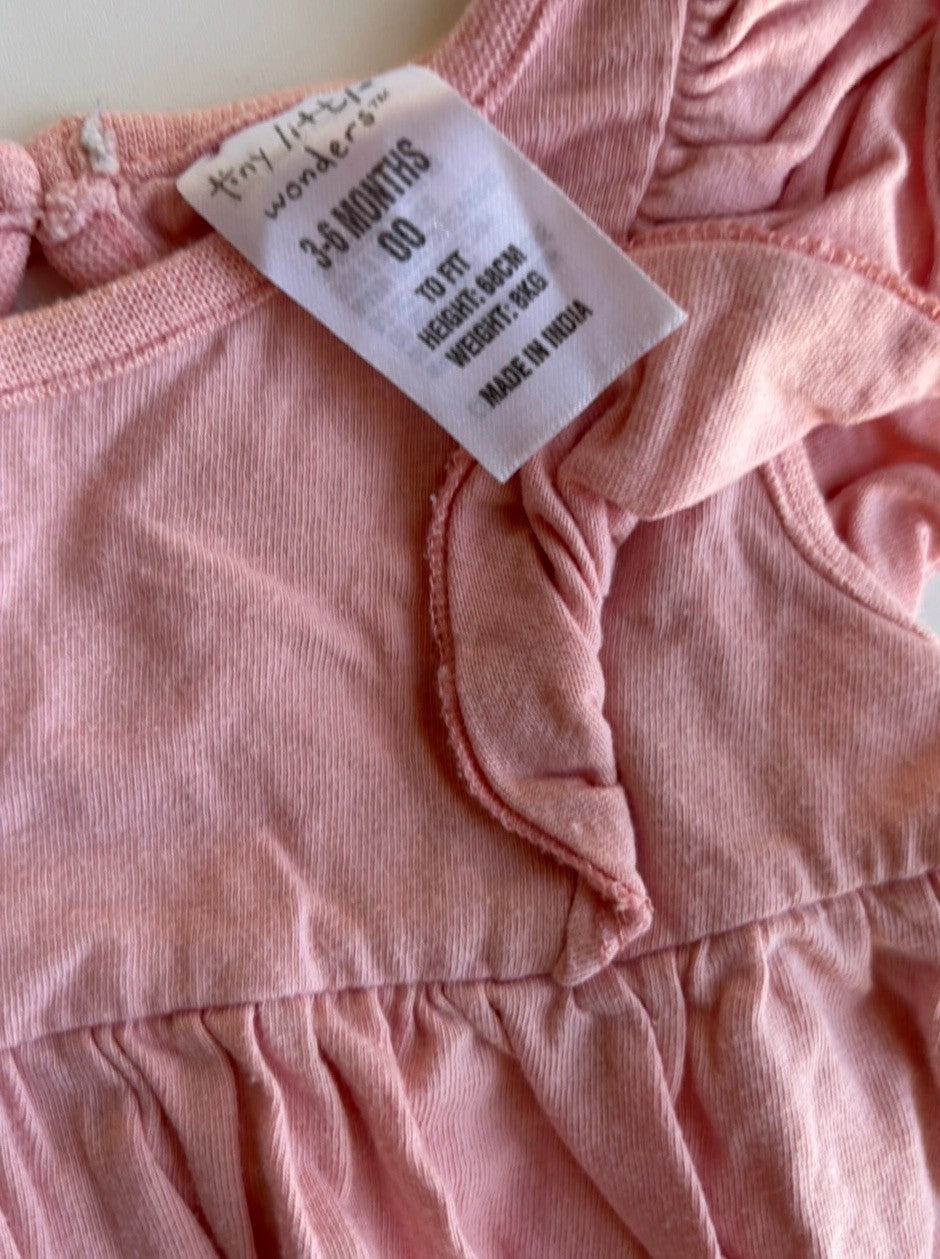 tiny little
wonders™
3-6 MONTHS
00
TO FIT
HEIGHT: 68CM
WEIGHT: 8KG
MADE IN INDIA